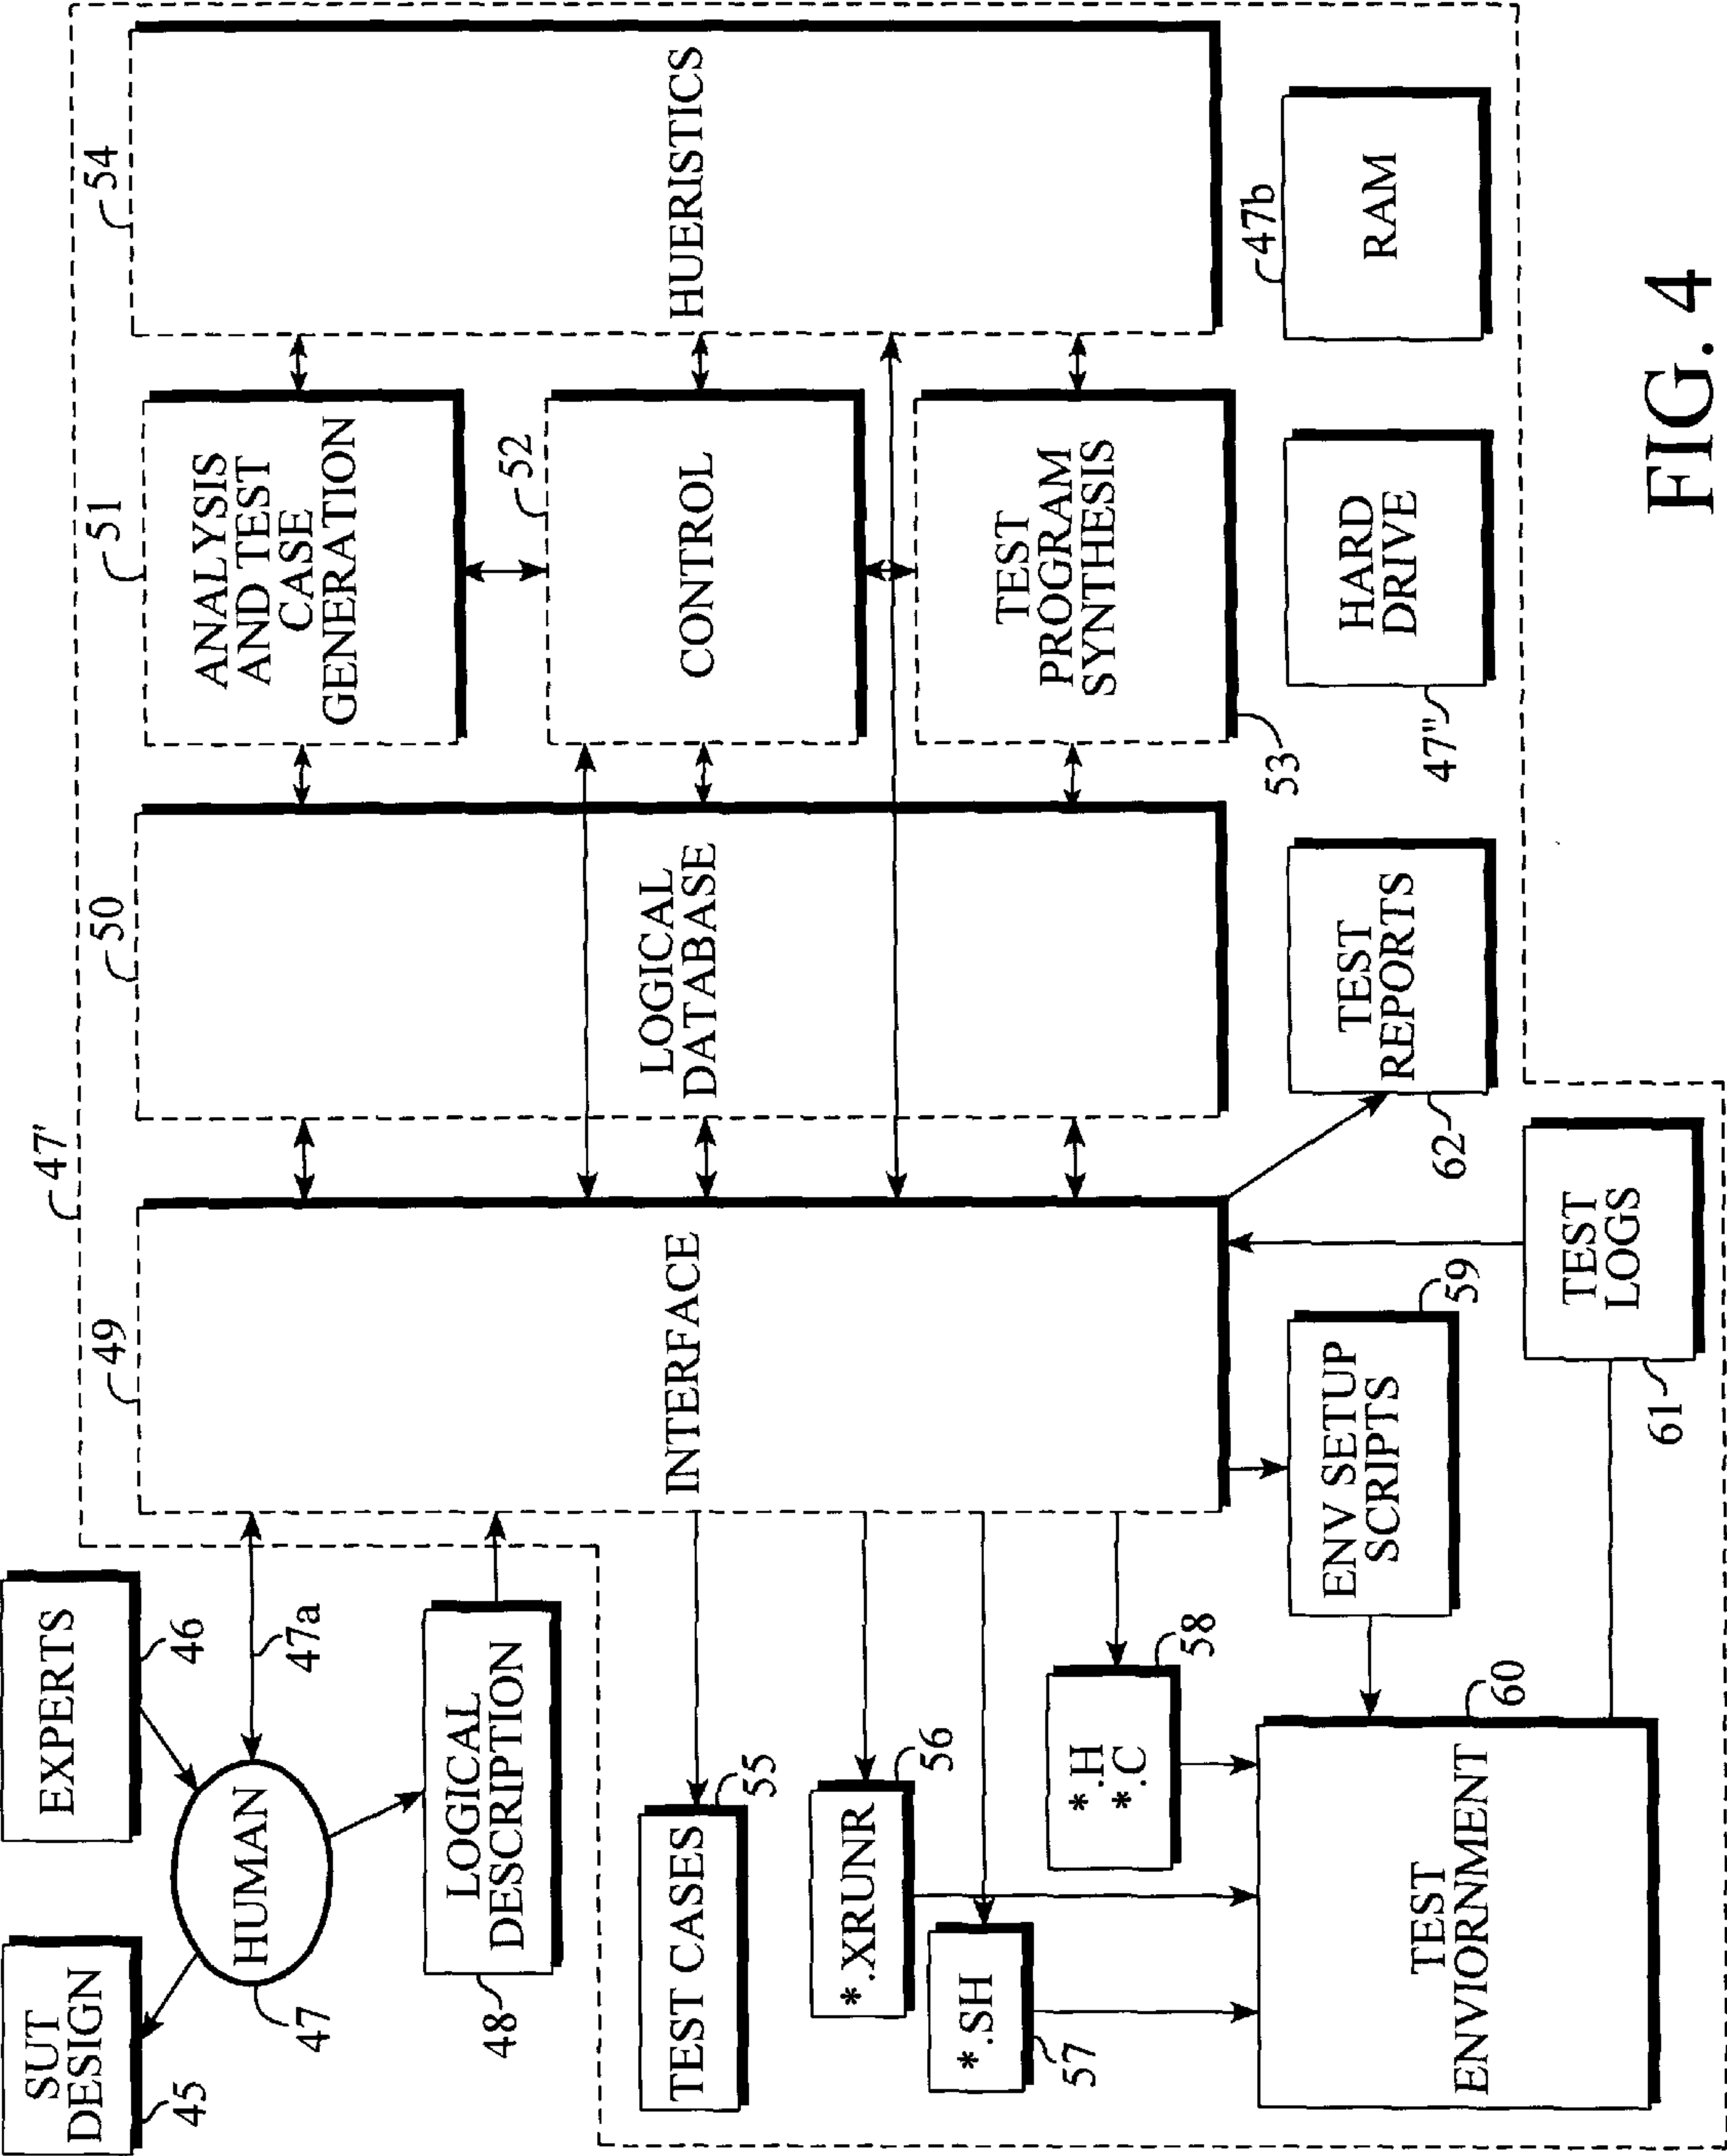 SUT
DESIGN
45
EXPERTS
46
HUMAN
47
47a
LOGICAL
DESCRIPTION
48
47'
49
INTERFACE
50
LOGICAL
DATABASE
51
ANALYSIS
AND TEST
CASE
GENERATION
52
CONTROL
TEST
PROGRAM
SYNTHESIS
53
54
HUERISTICS
TEST CASES
55
*.XRUNR
56
*.SH
57
*.H
*.C
58
ENV SETUP
SCRIPTS
59
TEST
ENVIORNMENT
60
TEST
LOGS
61
TEST
REPORTS
62
HARD
DRIVE
47"
RAM
47b
FIG. 4